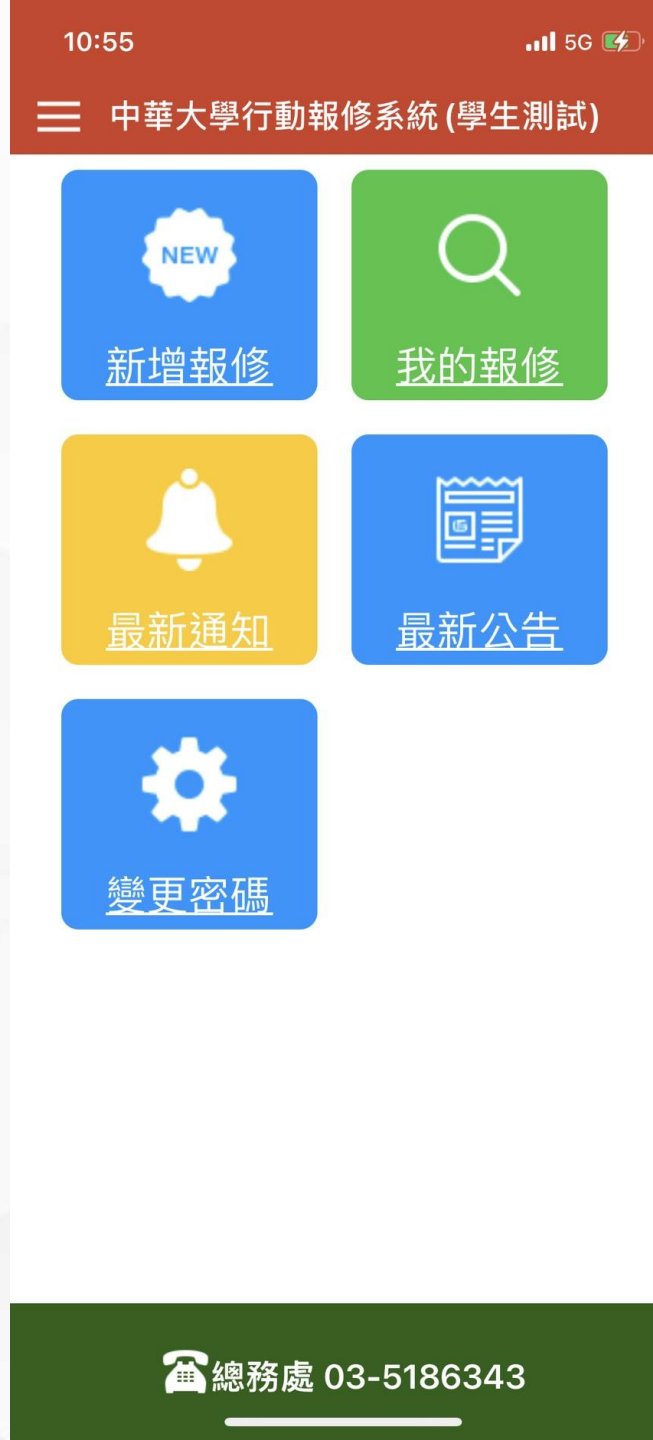 10:55
5G
中華大學行動報修系統(學生測試)
NEW
新增報修
我的報修
最新通知
最新公告
變更密碼
總務處 03-5186343